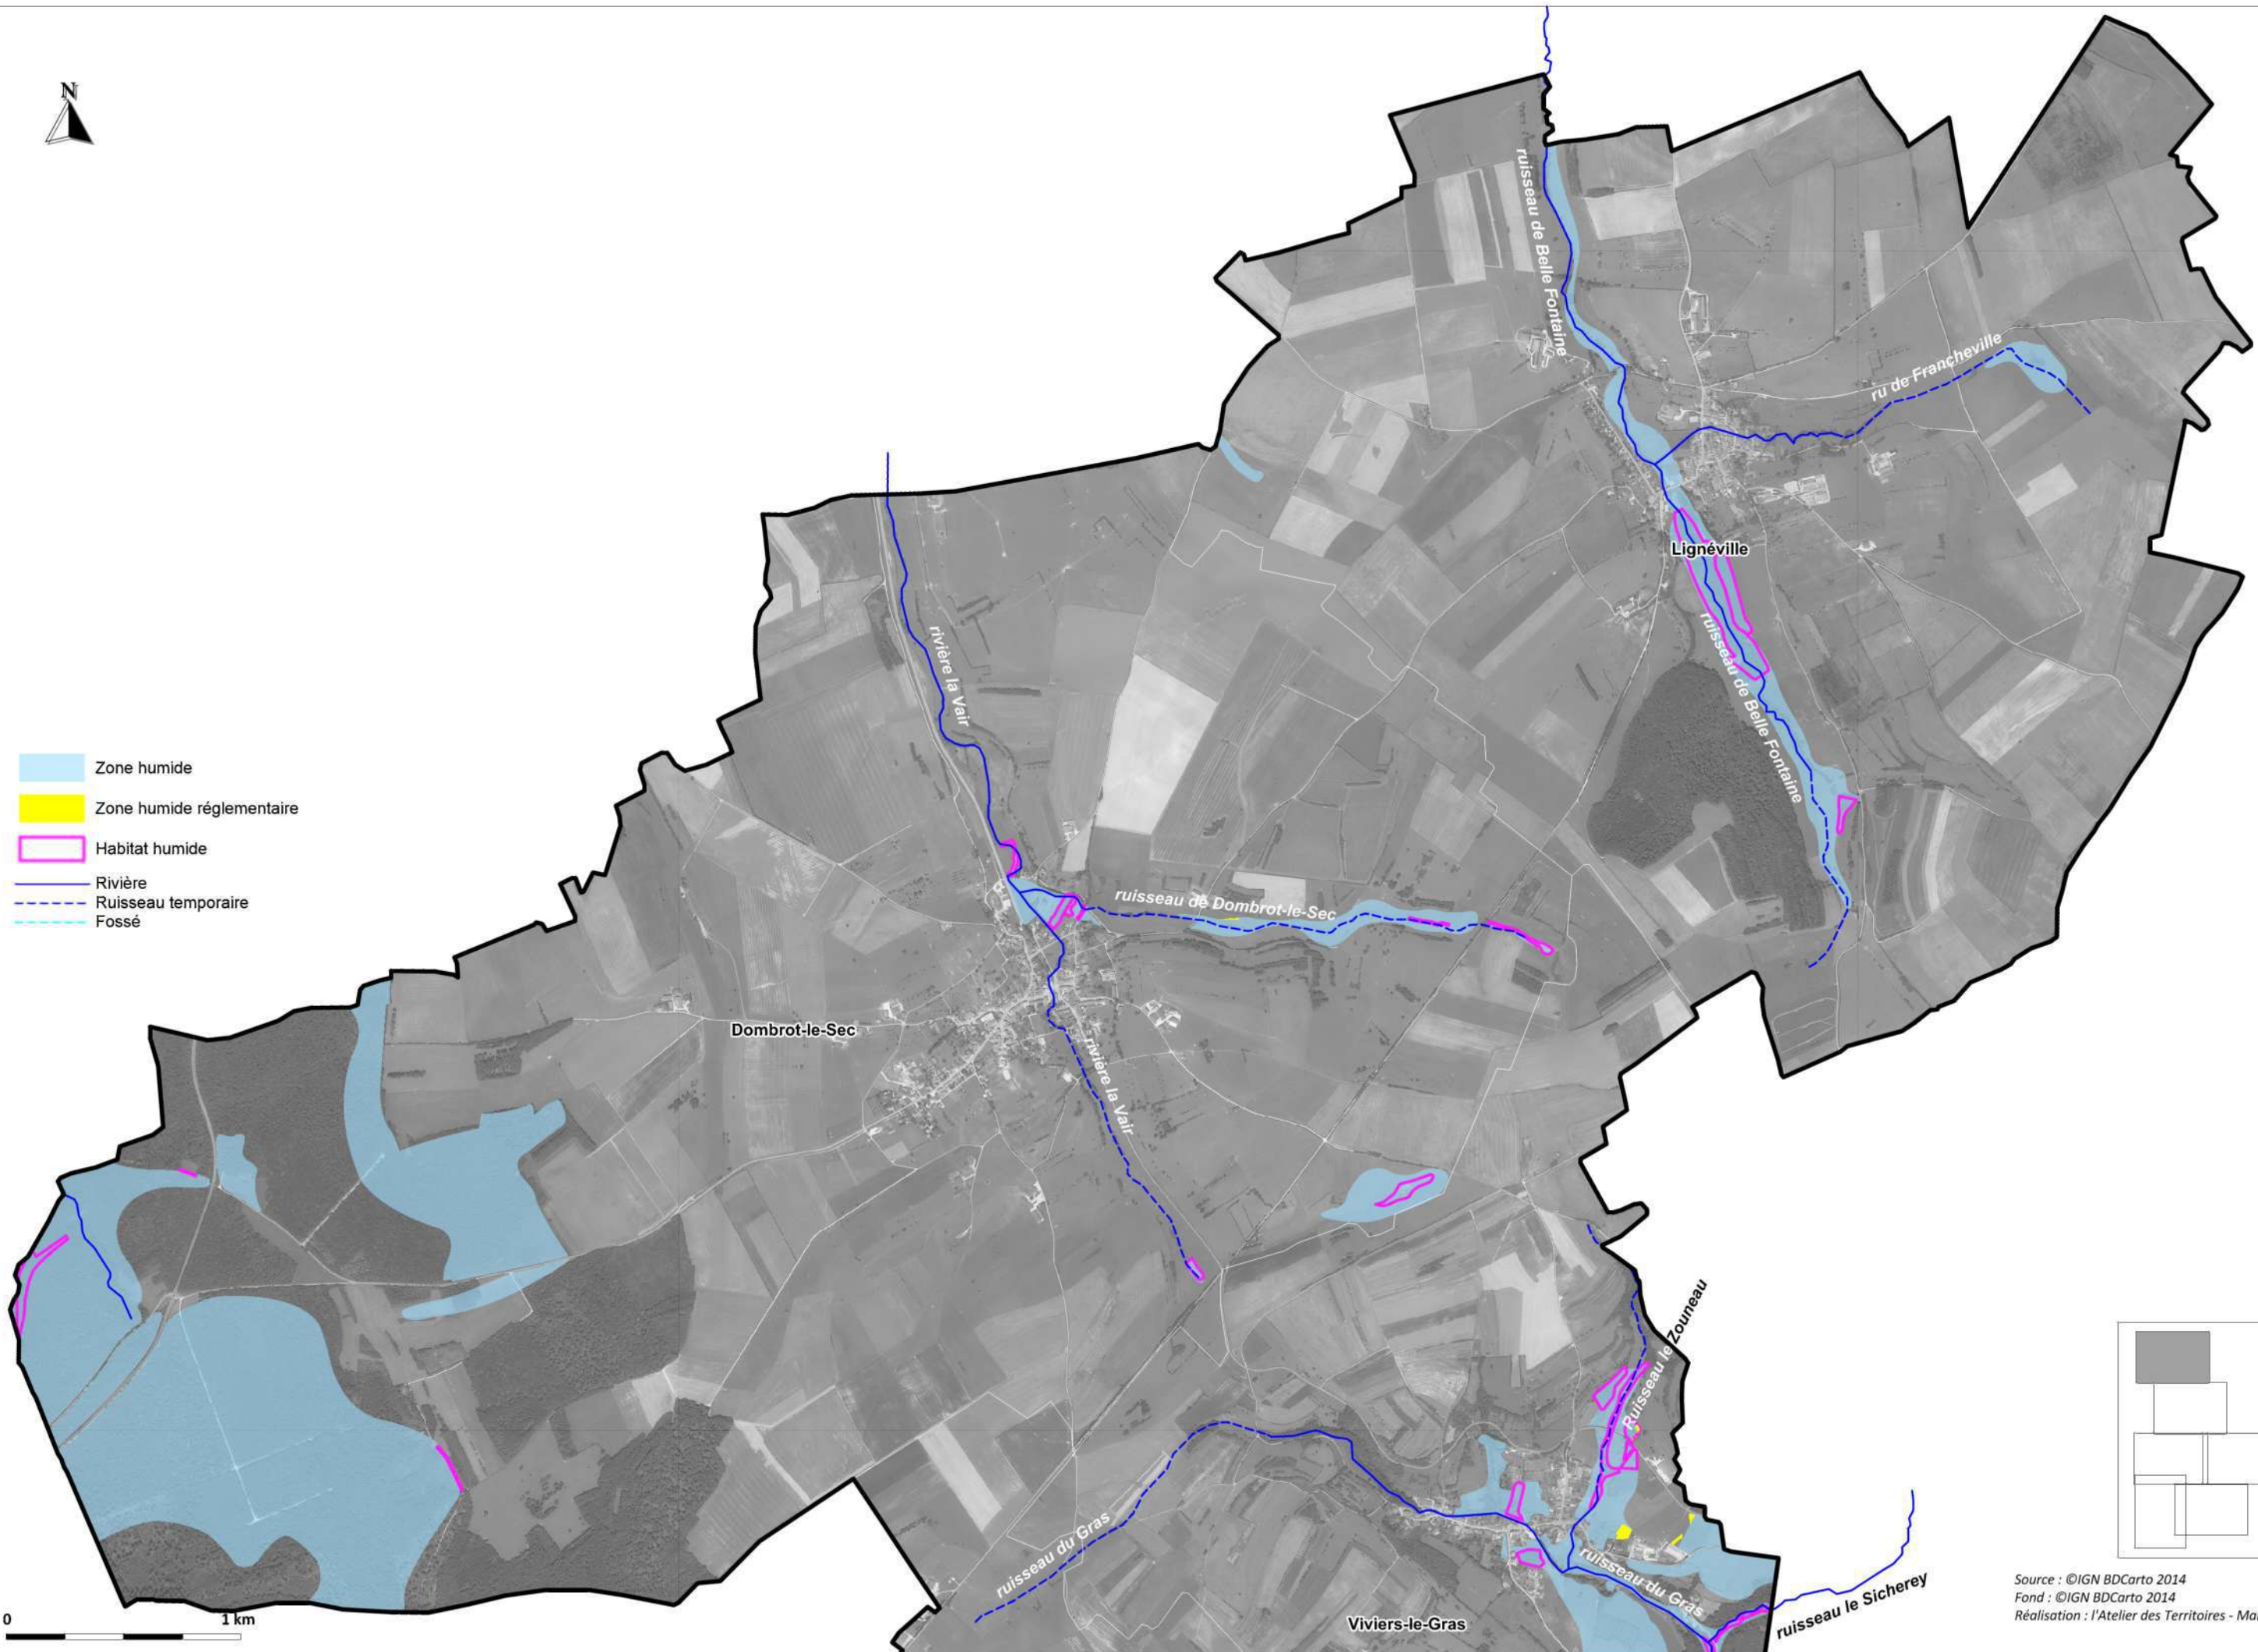 N
ruisseau de Belle Fontaine
ru de Francheville
Lignéville
rivière la Vair
ruisseau de Belle Fontaine
Zone humide
Zone humide réglementaire
Habitat humide
Rivière
Ruisseau temporaire
Fossé
ruisseau de Dombrot-le-Sec
Dombrot-le-Sec
rivière la Vair
Ruisseau le Zouneau
ruisseau du Gras
ruisseau du Gras
Viviers-le-Gras
ruisseau le Sicherey
0 1 km
Source : ©IGN BDCarto 2014
Fond : ©IGN BDCarto 2014
Réalisation : l'Atelier des Territoires - Ma